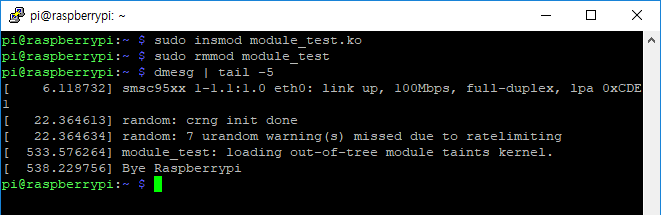 pi@raspberrypi: ~
pi@raspberrypi:~ $ sudo insmod module_test.ko
pi@raspberrypi:~ $ sudo rmmod module_test
pi@raspberrypi:~ $ dmesg | tail -5
[    6.118732] smsc95xx 1-1.1:1.0 eth0: link up, 100Mbps, full-duplex, lpa 0xCDE
1
[   22.364613] random: crng init done
[   22.364634] random: 7 urandom warning(s) missed due to ratelimiting
[  533.576264] module_test: loading out-of-tree module taints kernel.
[  538.229756] Bye Raspberrypi
pi@raspberrypi:~ $